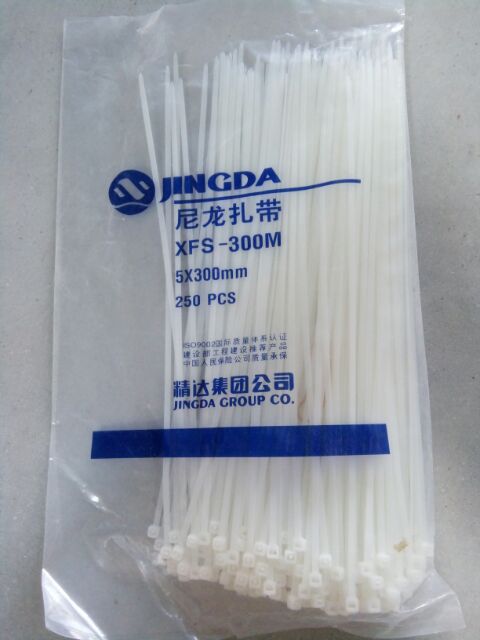 JINGDA
尼龙扎带
XFS-300M
5X300mm
250 PCS
ISO9002国际质量体系认证
建设部工程建设推荐产品
中国人民保险公司质量承保
精达集团公司
JINGDA GROUP CO.